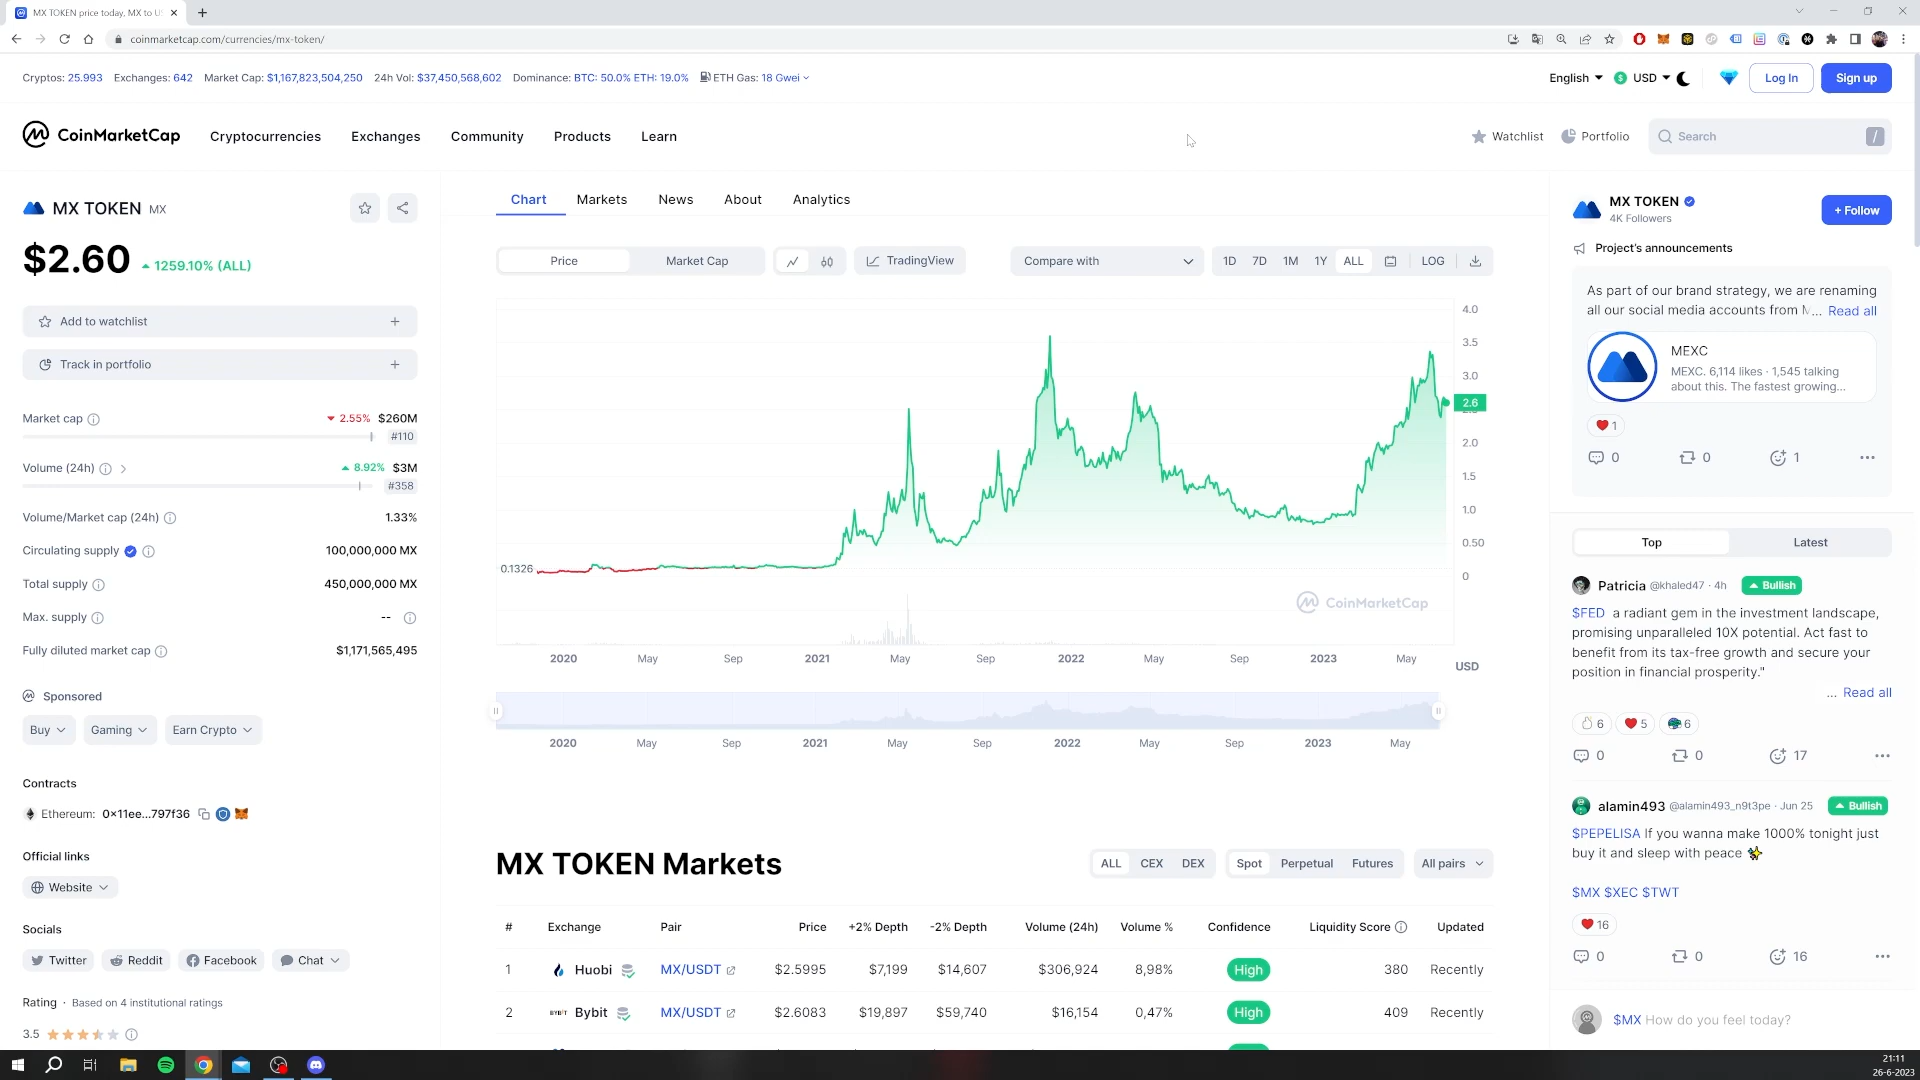 MX TOKEN price today, MX to US
coinmarketcap.com/currencies/mx-token/
Cryptos: 25.993 Exchanges: 642 Market Cap: $1,167,823,504,250 24h Vol: $37,450,568,602 Dominance: BTC: 50.0% ETH: 19.0% ETH Gas: 18 Gwei
English USD Log In Sign up
CoinMarketCap Cryptocurrencies Exchanges Community Products Learn
Watchlist Portfolio Search /
MX TOKEN MX
$2.60 1259.10% (ALL)
Add to watchlist +
Track in portfolio +
Market cap 2.55% $260M
#110
Volume (24h) 8.92% $3M
#358
Volume/Market cap (24h) 1.33%
Circulating supply 100,000,000 MX
Total supply 450,000,000 MX
Max. supply --
Fully diluted market cap $1,171,565,495
Sponsored
Buy Gaming Earn Crypto
Contracts
Ethereum: 0x11ee...797f36
Official links
Website
Socials
Twitter Reddit Facebook Chat
Rating · Based on 4 institutional ratings
3.5
Chart Markets News About Analytics
Price Market Cap TradingView Compare with 1D 7D 1M 1Y ALL LOG
4.0
3.5
3.0
2.6
2.0
1.5
1.0
0.50
0
0.1326
CoinMarketCap
2020 May Sep 2021 May Sep 2022 May Sep 2023 May
USD
2020 May Sep 2021 May Sep 2022 May Sep 2023 May
MX TOKEN Markets
ALL CEX DEX Spot Perpetual Futures All pairs
# Exchange Pair Price +2% Depth -2% Depth Volume (24h) Volume % Confidence Liquidity Score Updated
1 Huobi MX/USDT $2.5995 $7,199 $14,607 $306,924 8,98% High 380 Recently
2 BYBIT Bybit MX/USDT $2.6083 $19,897 $59,740 $16,154 0,47% High 409 Recently
MX TOKEN
4K Followers
+ Follow
Project's announcements
As part of our brand strategy, we are renaming
all our social media accounts from M... Read all
MEXC
MEXC. 6,114 likes · 1,545 talking
about this. The fastest growing...
1
0 0 1
Top Latest
Patricia @khaled47 · 4h Bullish
$FED a radiant gem in the investment landscape,
promising unparalleled 10X potential. Act fast to
benefit from its tax-free growth and secure your
position in financial prosperity."
... Read all
6 5 6
0 0 17
alamin493 @alamin493_n9t3pe · Jun 25 Bullish
$PEPELISA If you wanna make 1000% tonight just
buy it and sleep with peace
$MX $XEC $TWT
16
0 0 16
$MX How do you feel today?
21:11
26-6-2023